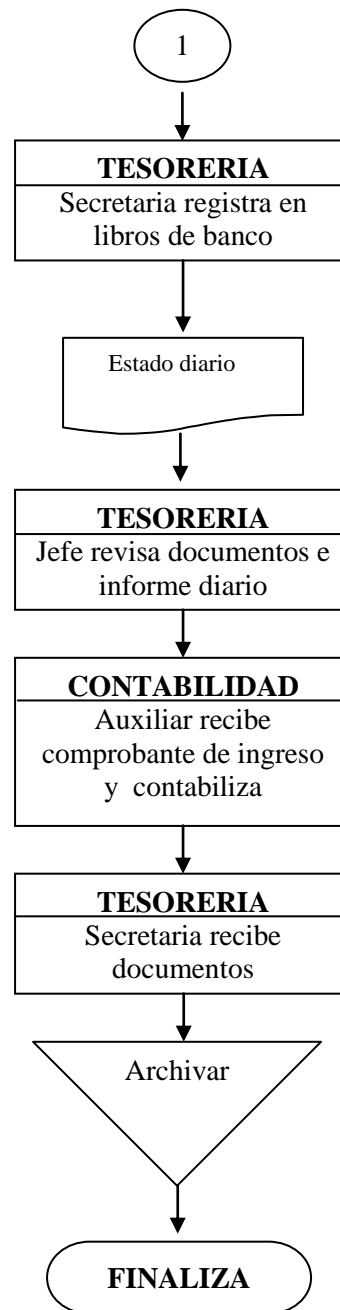 1
TESORERIA
Secretaria registra en
libros de banco
Estado diario
TESORERIA
Jefe revisa documentos e
informe diario
CONTABILIDAD
Auxiliar recibe
comprobante de ingreso
y contabiliza
TESORERIA
Secretaria recibe
documentos
Archivar
FINALIZA